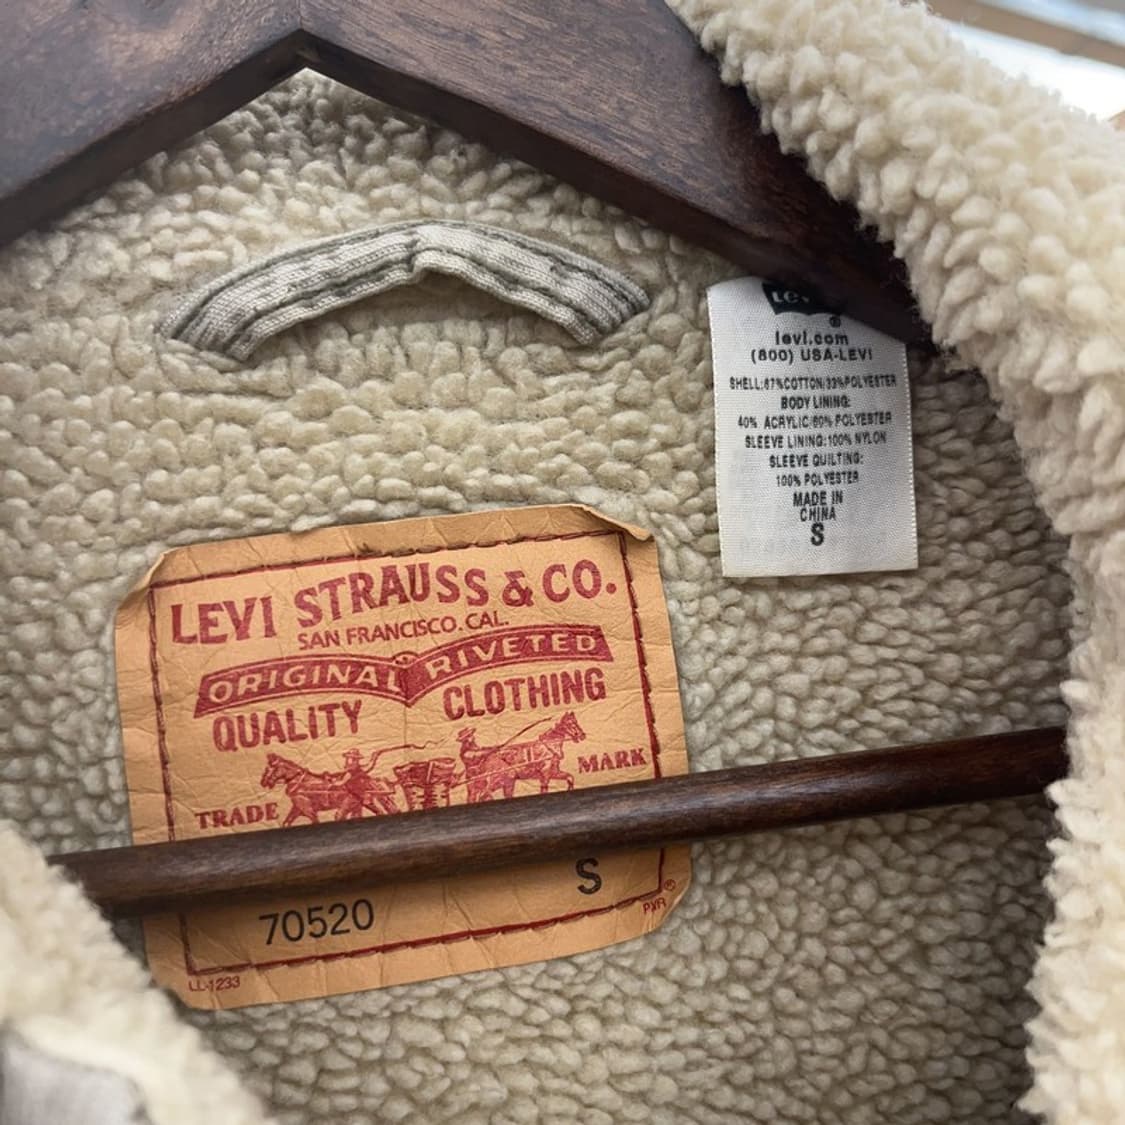 LEVI STRAUSS & CO.
SAN FRANCISCO. CAL.
ORIGINAL RIVETED
QUALITY CLOTHING
TRADE MARK
S
70520
PXR®
LL-1233
Levi
®
levi.com
(800) USA-LEVI
SHELL:67%COTTON/33%POLYESTER
BODY LINING:
40% ACRYLIC/60% POLYESTER
SLEEVE LINING:100% NYLON
SLEEVE QUILTING:
100% POLYESTER
MADE IN
CHINA
S